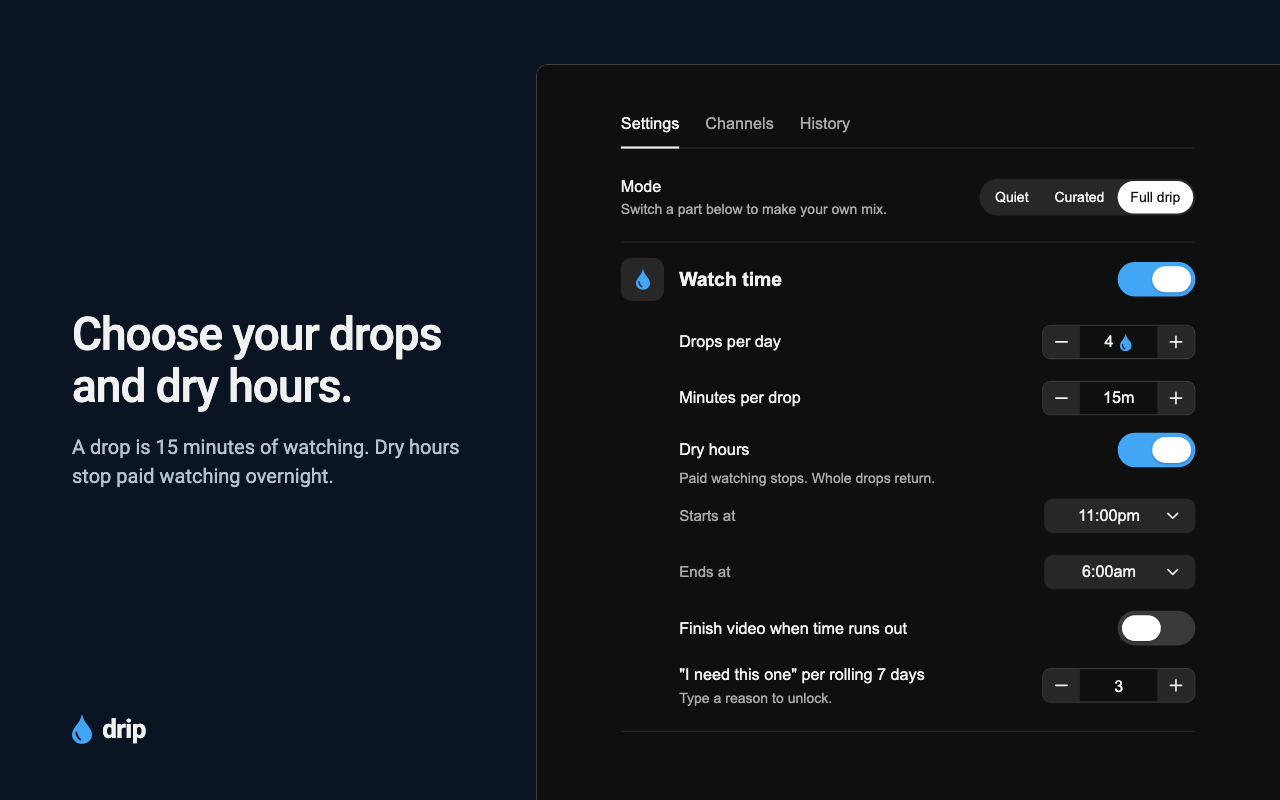 Choose your drops
and dry hours.
A drop is 15 minutes of watching. Dry hours
stop paid watching overnight.
drip
Settings Channels History
Mode
Switch a part below to make your own mix.
Quiet Curated Full drip
Watch time
Drops per day
4
Minutes per drop
15m
Dry hours
Paid watching stops. Whole drops return.
Starts at
11:00pm
Ends at
6:00am
Finish video when time runs out
"I need this one" per rolling 7 days
Type a reason to unlock.
3